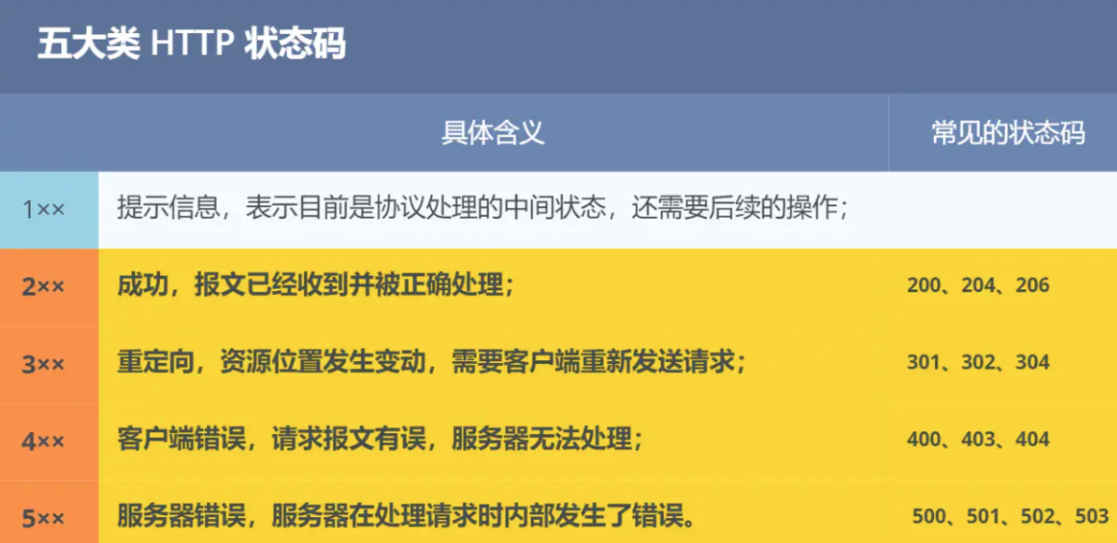 五大类 HTTP 状态码
具体含义 常见的状态码
1×× 提示信息，表示目前是协议处理的中间状态，还需要后续的操作；
2×× 成功，报文已经收到并被正确处理； 200、204、206
3×× 重定向，资源位置发生变动，需要客户端重新发送请求； 301、302、304
4×× 客户端错误，请求报文有误，服务器无法处理； 400、403、404
5×× 服务器错误，服务器在处理请求时内部发生了错误。 500、501、502、503